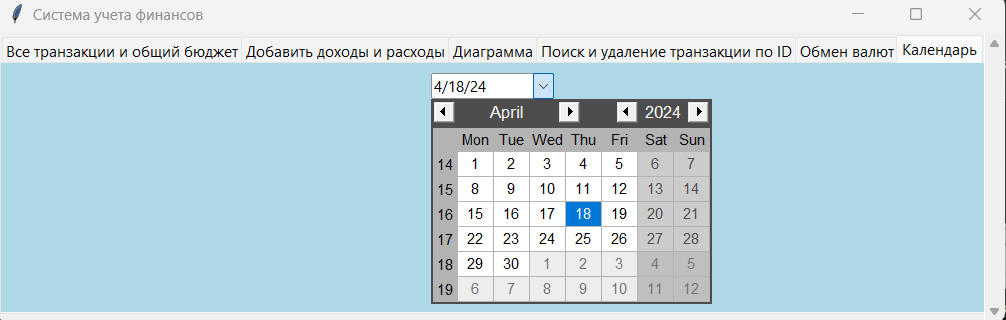 Система учета финансов
Все транзакции и общий бюджет Добавить доходы и расходы Диаграмма Поиск и удаление транзакции по ID Обмен валют Календарь
4/18/24
April 2024
Mon Tue Wed Thu Fri Sat Sun
14 1 2 3 4 5 6 7
15 8 9 10 11 12 13 14
16 15 16 17 18 19 20 21
17 22 23 24 25 26 27 28
18 29 30 1 2 3 4 5
19 6 7 8 9 10 11 12